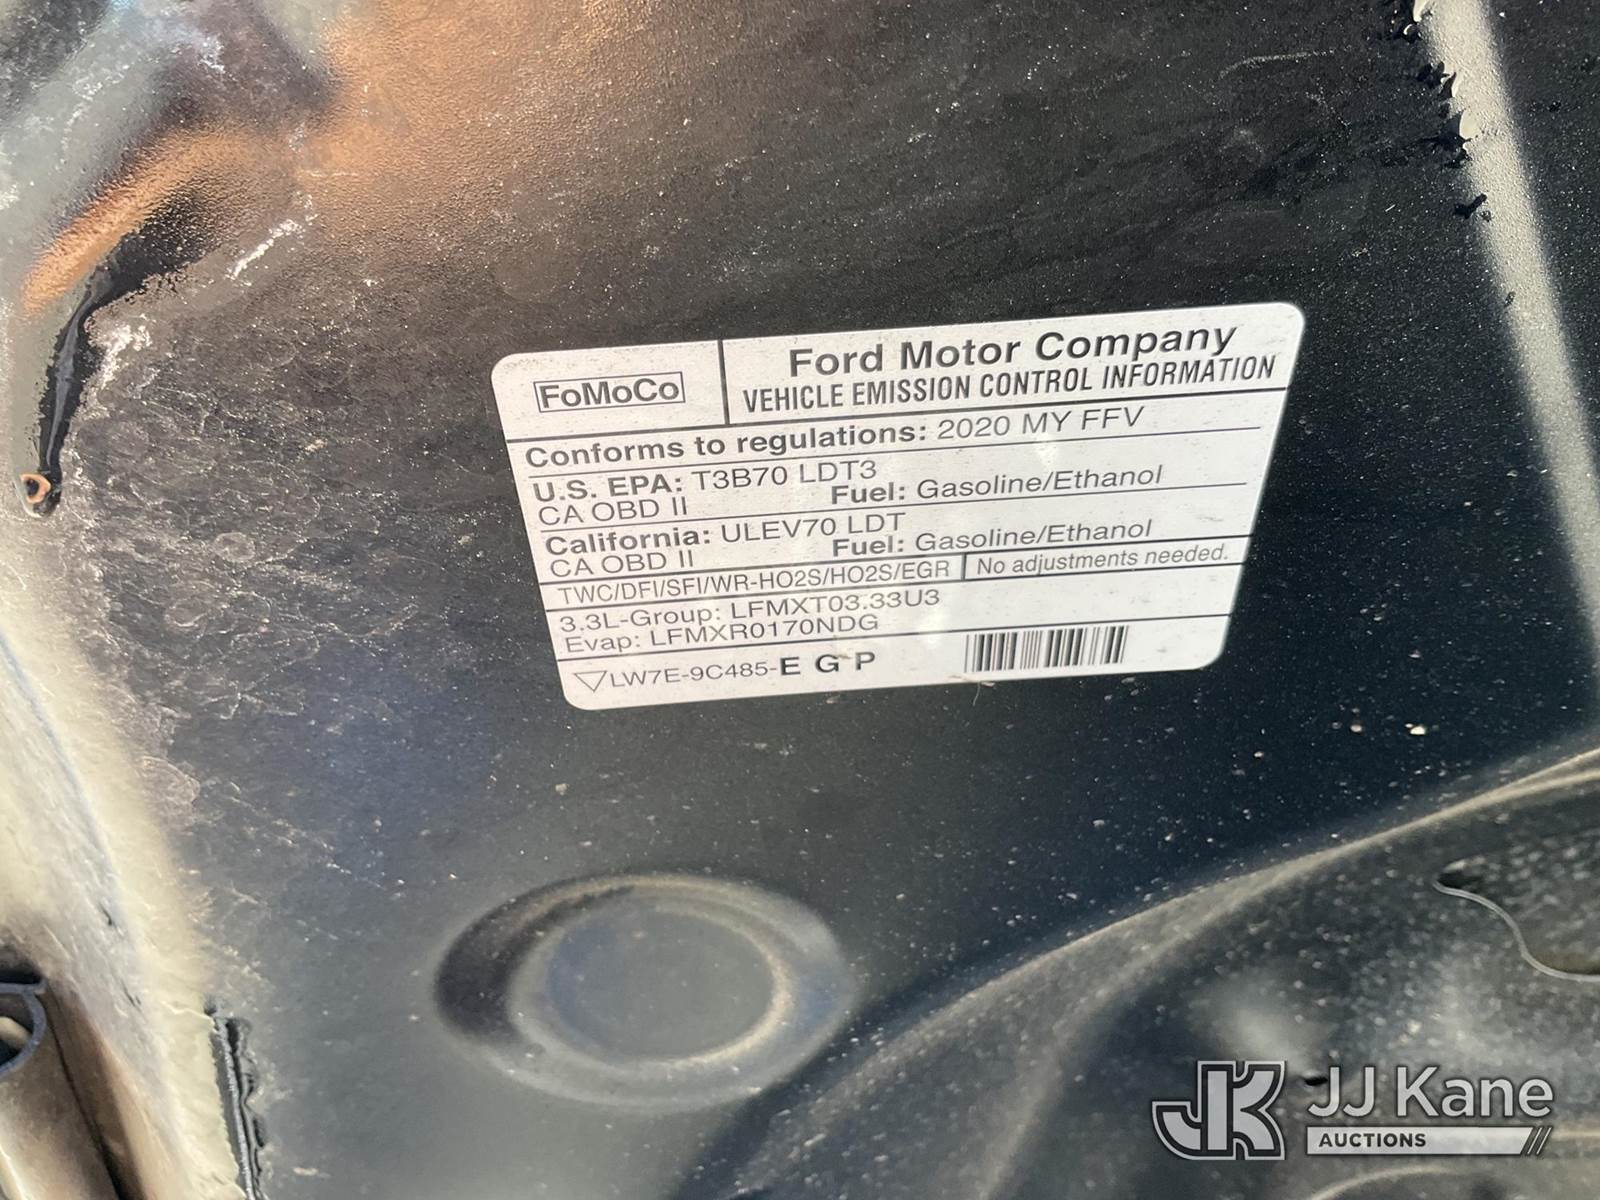 FoMoCo
Ford Motor Company
VEHICLE EMISSION CONTROL INFORMATION
Conforms to regulations: 2020 MY FFV
U.S. EPA: T3B70 LDT3
CA OBD II Fuel: Gasoline/Ethanol
California: ULEV70 LDT
CA OBD II Fuel: Gasoline/Ethanol
TWC/DFI/SFI/WR-HO2S/HO2S/EGR No adjustments needed.
3.3L-Group: LFMXT03.33U3
Evap: LFMXR0170NDG
LW7E-9C485-E G P
JK JJ Kane
AUCTIONS